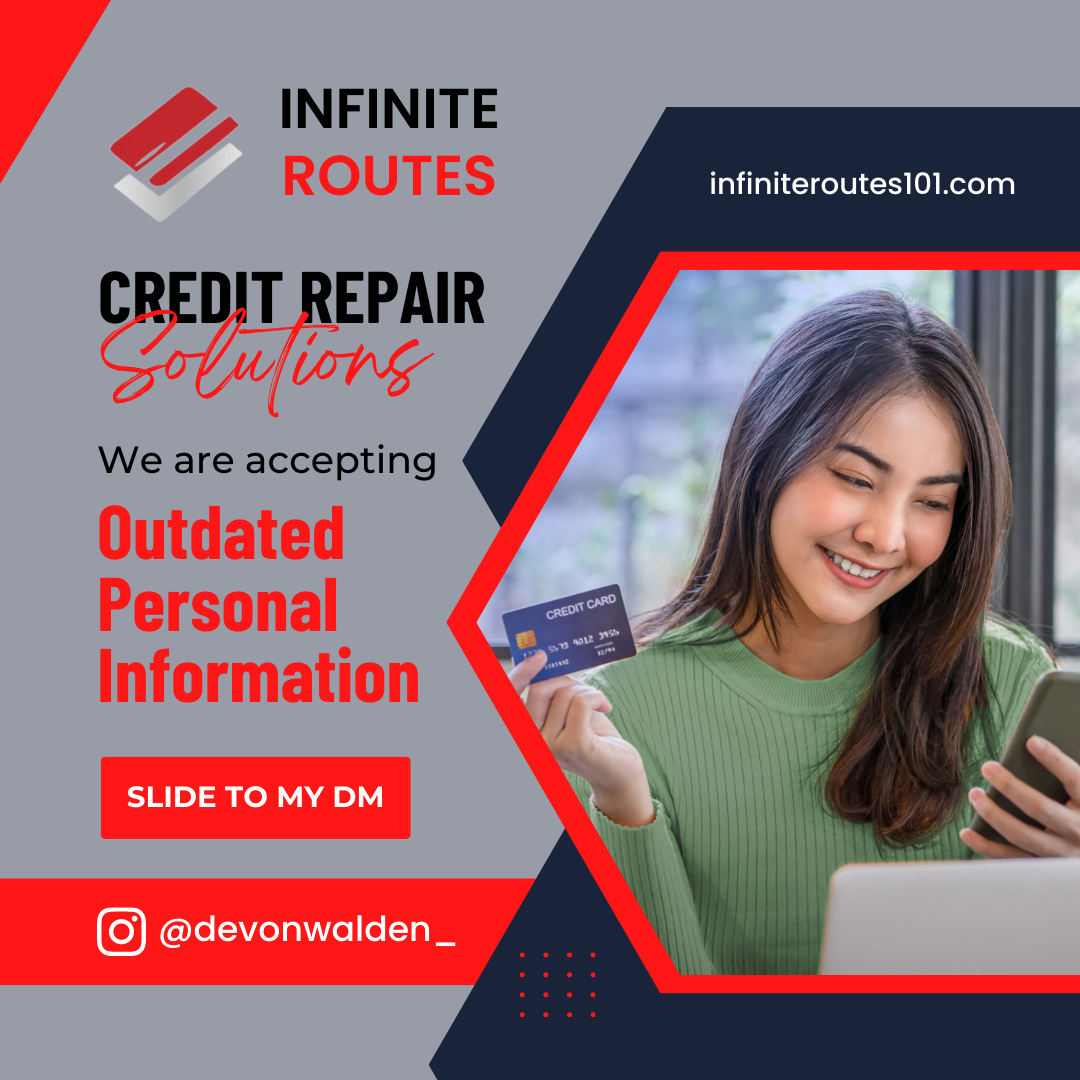 INFINITE
ROUTES
infiniteroutes101.com
CREDIT REPAIR
Solutions
We are accepting
Outdated
Personal
Information
SLIDE TO MY DM
@devonwalden_
CREDIT CARD